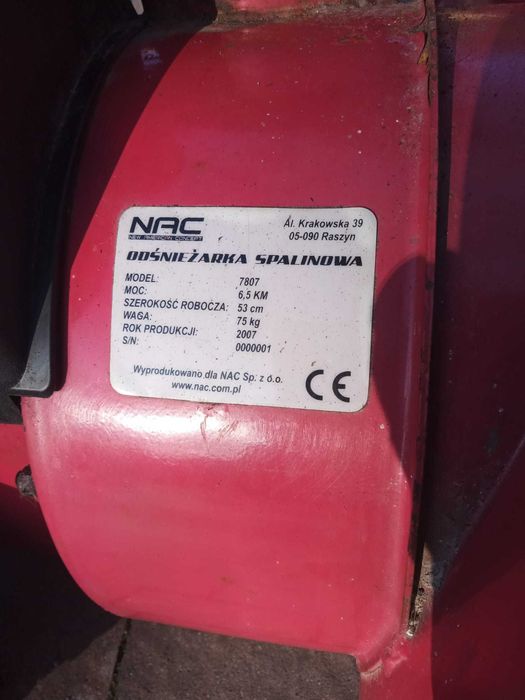 NAC
NEW AMERICAN CONCEPT
Al. Krakowska 39
05-090 Raszyn
ODŚNIEŻARKA SPALINOWA
MODEL: 7807
MOC: 6,5 KM
SZEROKOŚĆ ROBOCZA: 53 cm
WAGA: 75 kg
ROK PRODUKCJI: 2007
S/N: 0000001
Wyprodukowano dla NAC Sp. z o.o.
www.nac.com.pl
CE